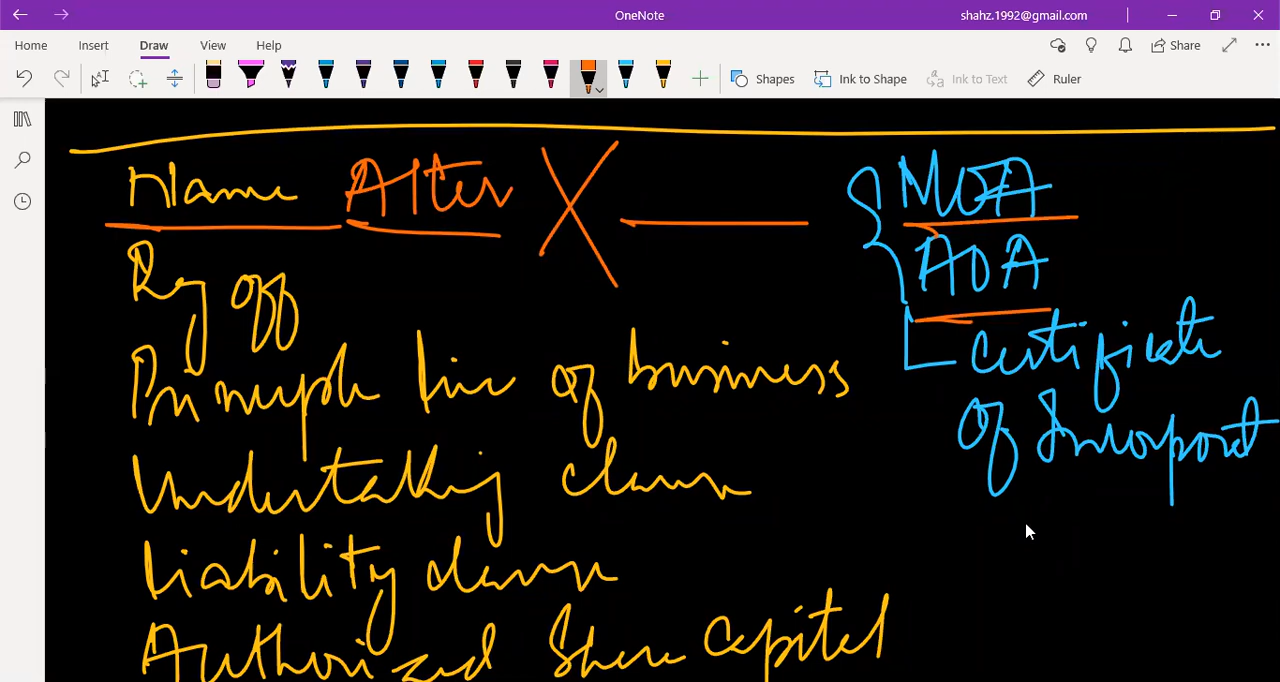 OneNote
shahz.1992@gmail.com
Home Insert Draw View Help
Share
Shapes Ink to Shape Ink to Text Ruler
Name Alter X
MOA
AOA
Reg off
certificate
Of Incorporat
Principle line of business
Undertaking clause
Liability clause
Authorized Share capital